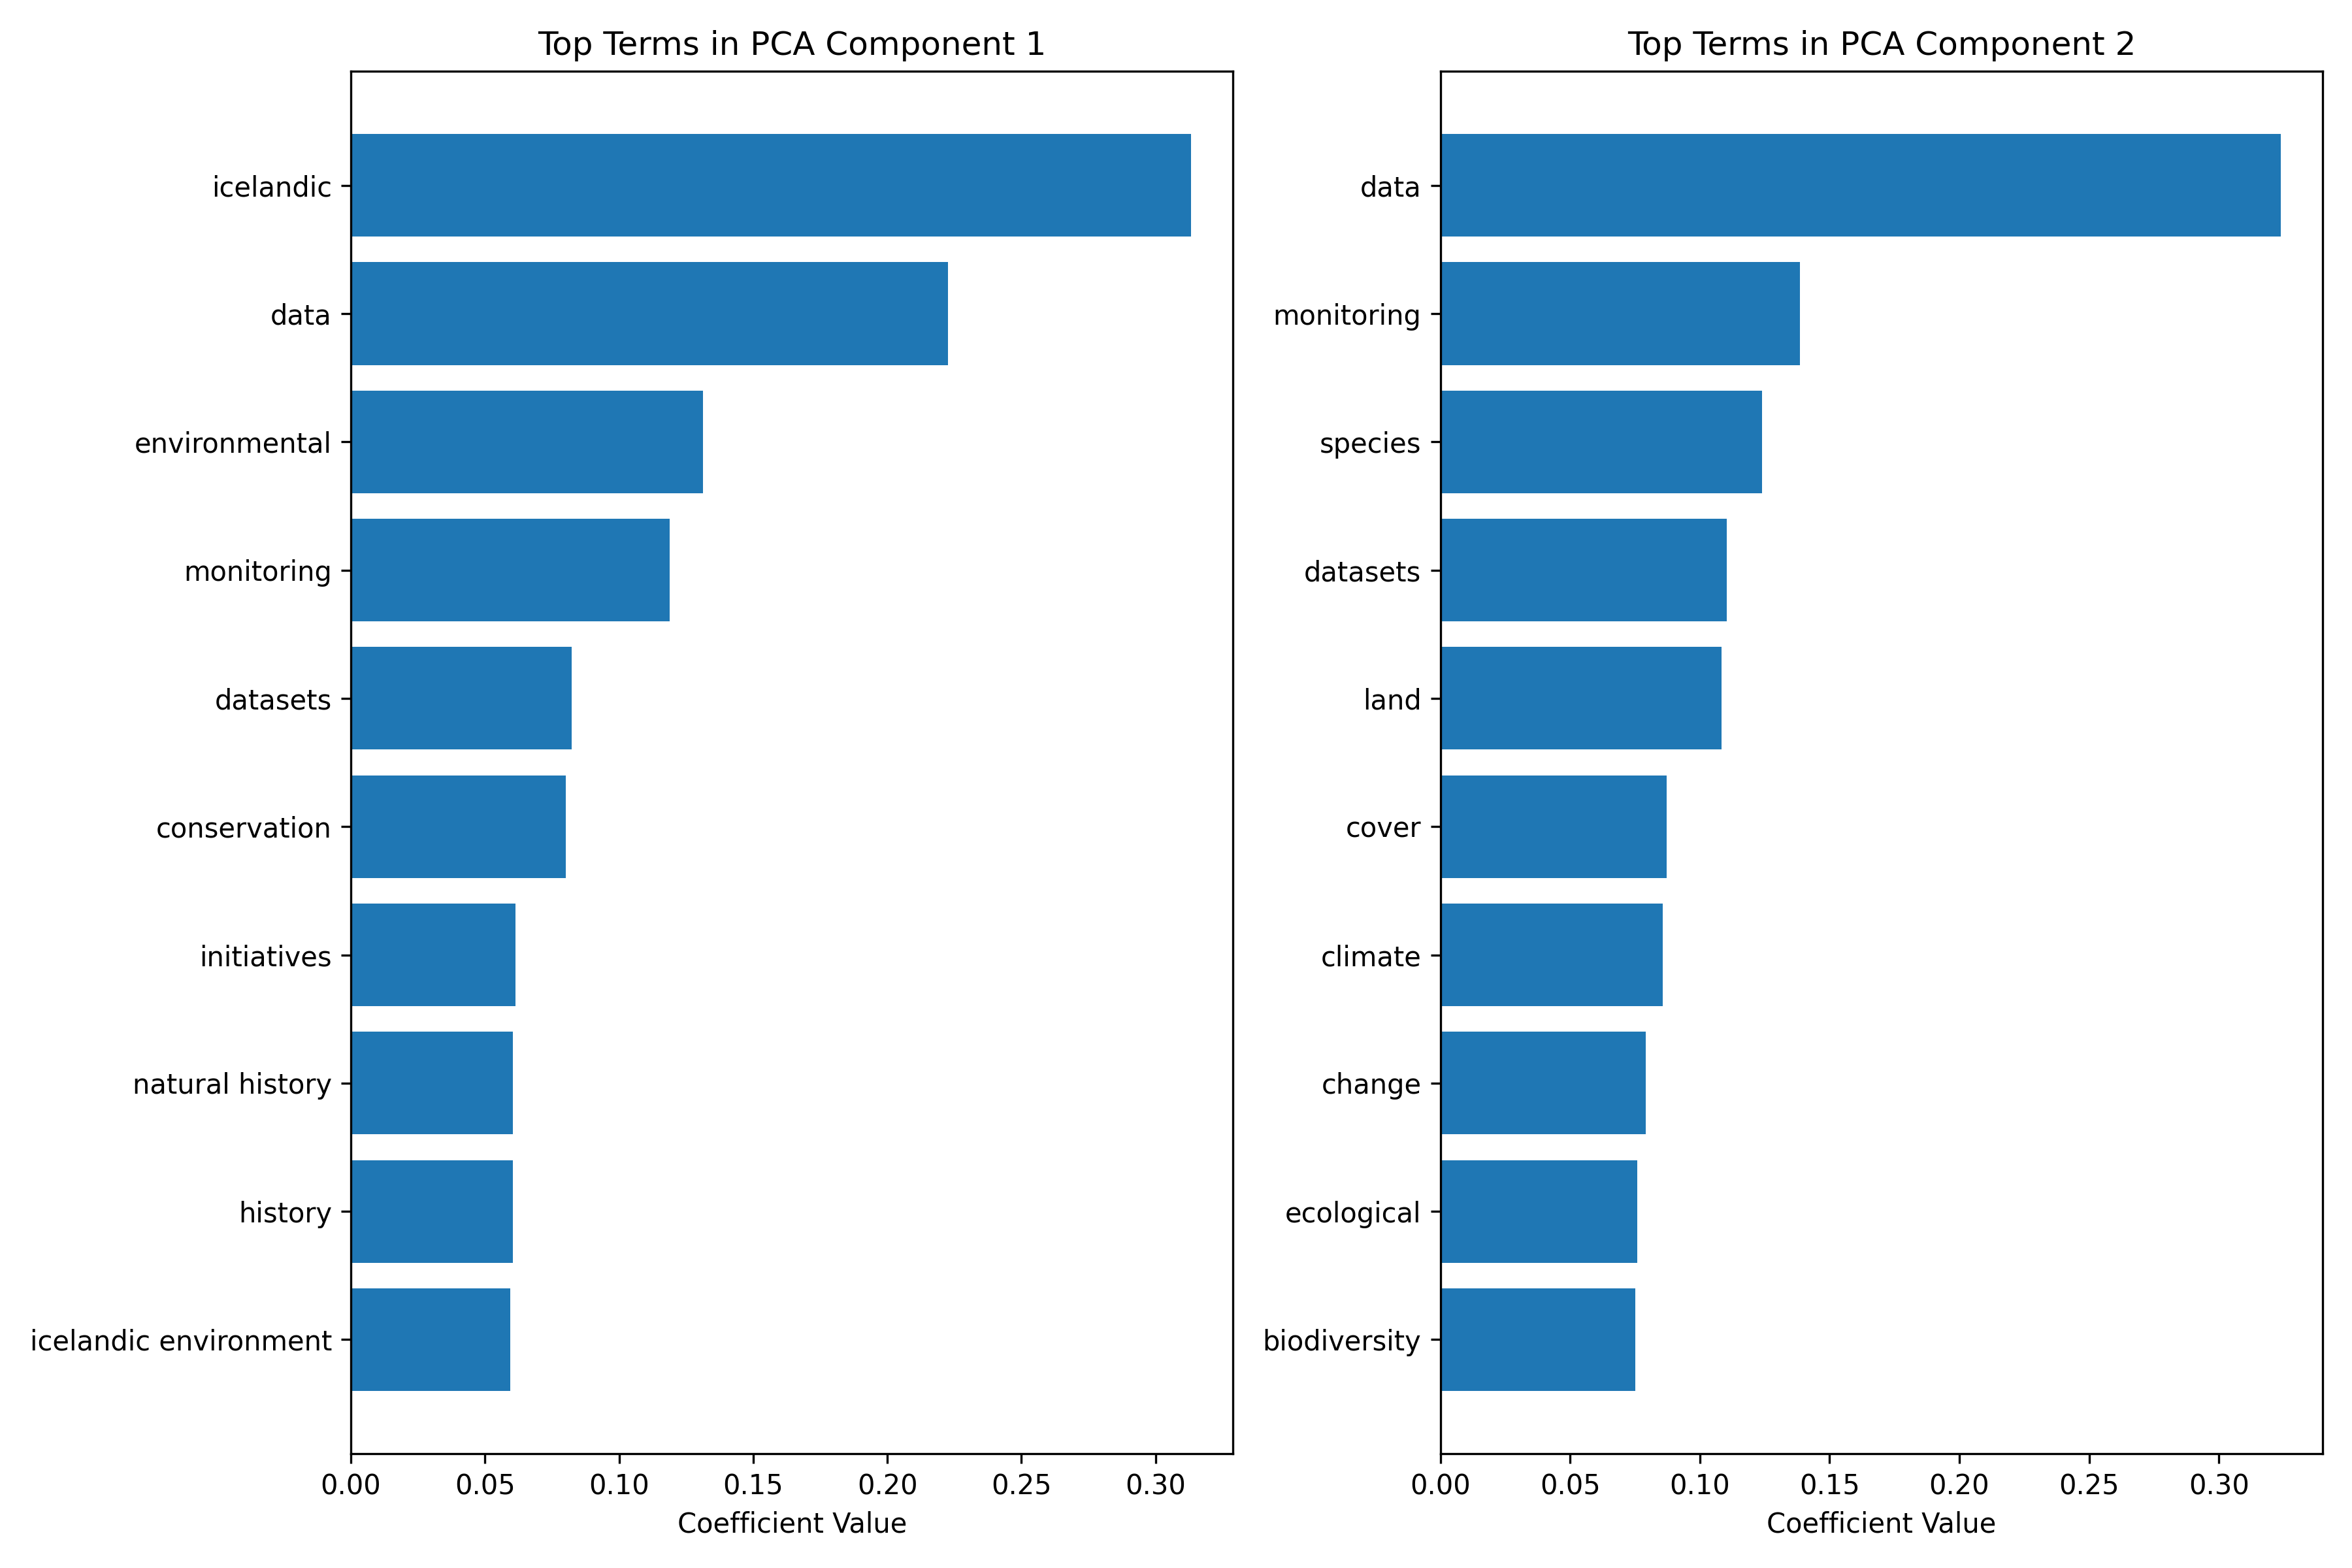 Top Terms in PCA Component 1
icelandic
data
environmental
monitoring
datasets
conservation
initiatives
natural history
history
icelandic environment
0.00 0.05 0.10 0.15 0.20 0.25 0.30
Coefficient Value
Top Terms in PCA Component 2
data
monitoring
species
datasets
land
cover
climate
change
ecological
biodiversity
0.00 0.05 0.10 0.15 0.20 0.25 0.30
Coefficient Value